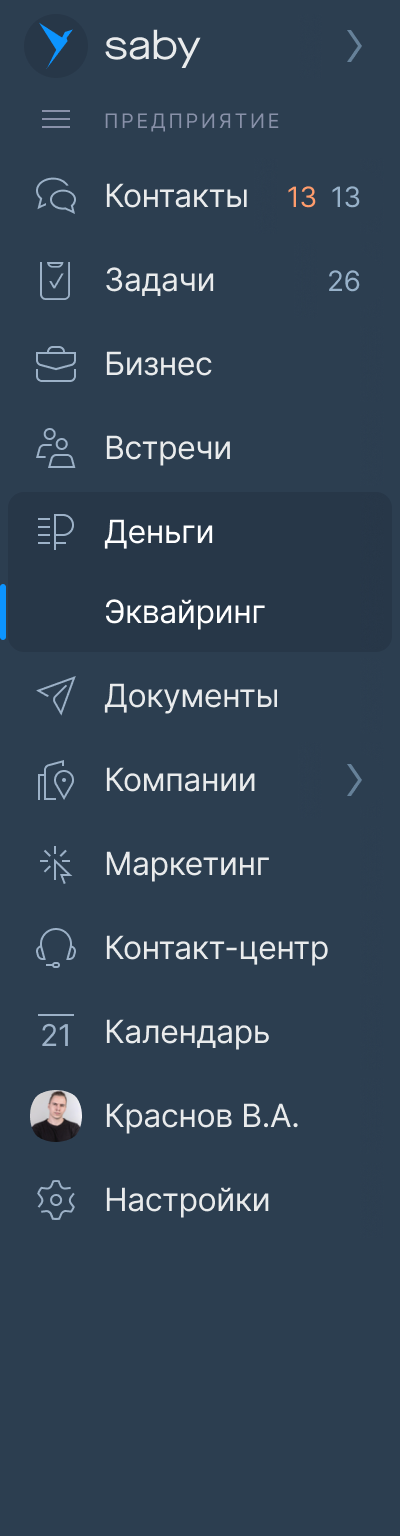 saby
ПРЕДПРИЯТИЕ
Контакты 13 13
Задачи 26
Бизнес
Встречи
Деньги
Эквайринг
Документы
Компании
Маркетинг
Контакт-центр
21 Календарь
Краснов В.А.
Настройки